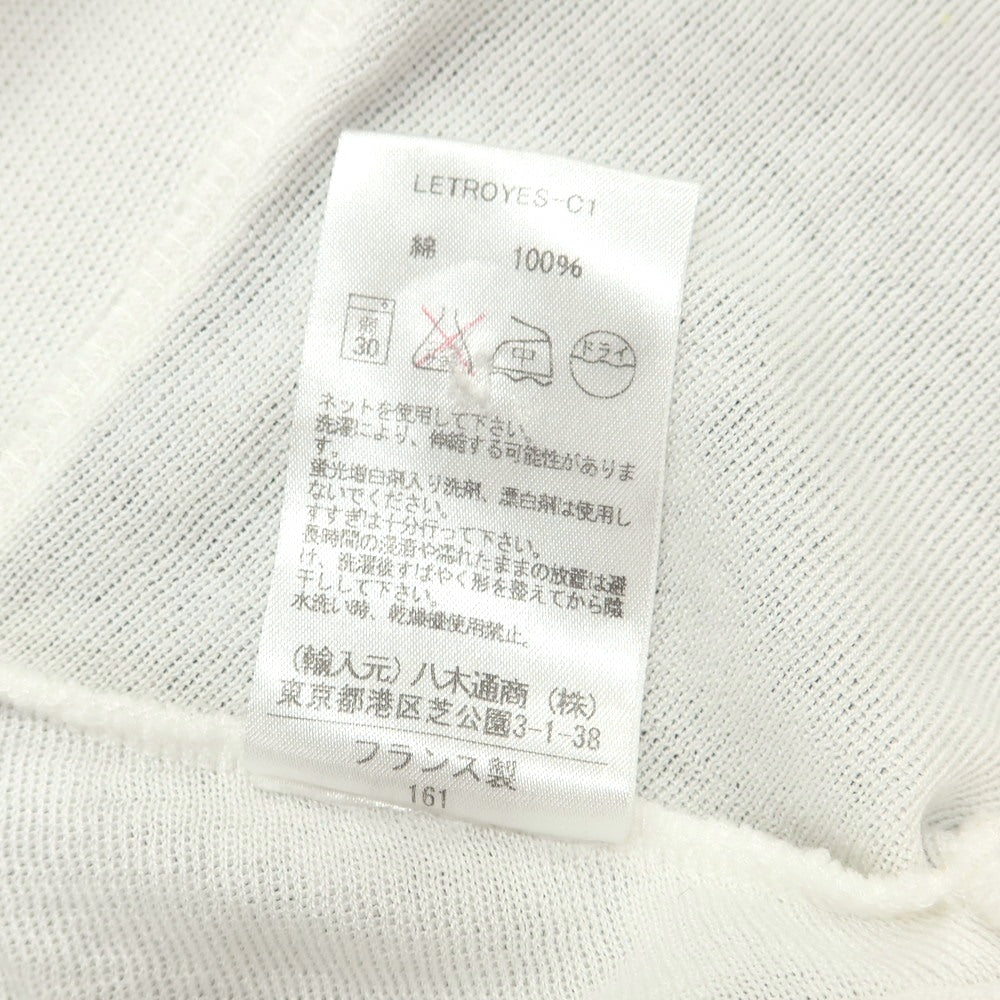 LETROYES-C1
綿 100%
弱
30
中
ドライ
ネットを使用して下さい。
洗濯により、伸縮する可能性がありま
す。
蛍光増白剤入り洗剤、漂白剤は使用し
ないでください。
すすぎは十分行って下さい。
長時間の浸漬や濡れたままの放置は避
け、洗濯後すばやく形を整えてから陰
干しして下さい。
水洗い時、乾燥機使用禁止。
(輸入元) 八木通商 (株)
東京都港区芝公園3-1-38
フランス製
161